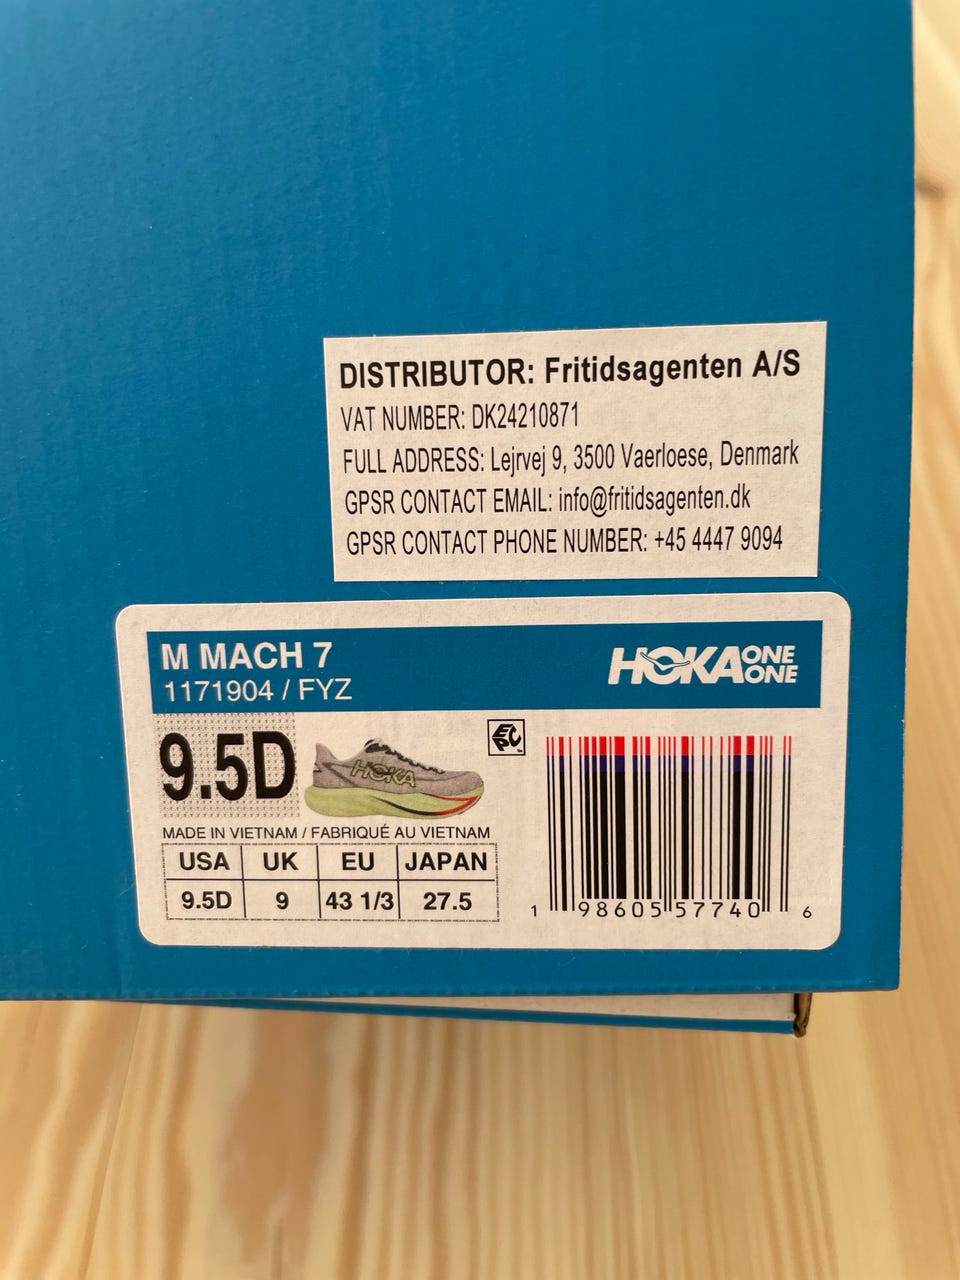 DISTRIBUTOR: Fritidsagenten A/S
VAT NUMBER: DK24210871
FULL ADDRESS: Lejrvej 9, 3500 Vaerloese, Denmark
GPSR CONTACT EMAIL: info@fritidsagenten.dk
GPSR CONTACT PHONE NUMBER: +45 4447 9094
M MACH 7
1171904 / FYZ
HOKA ONE ONE
9.5D
HOKA
EPC
MADE IN VIETNAM / FABRIQUÉ AU VIETNAM
USA UK EU JAPAN
9.5D 9 43 1/3 27.5
1 98605 57740 6